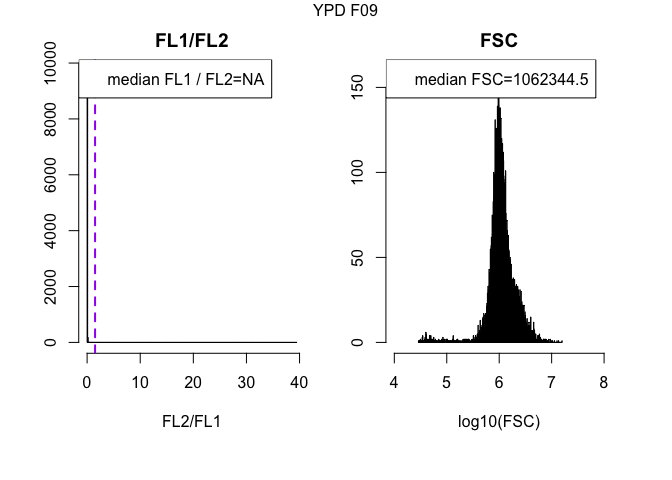 YPD F09
FL1/FL2
median FL1 / FL2=NA
0
2000
4000
6000
8000
10000
0 10 20 30 40
FL2/FL1
FSC
median FSC=1062344.5
0
50
100
150
4 5 6 7 8
log10(FSC)